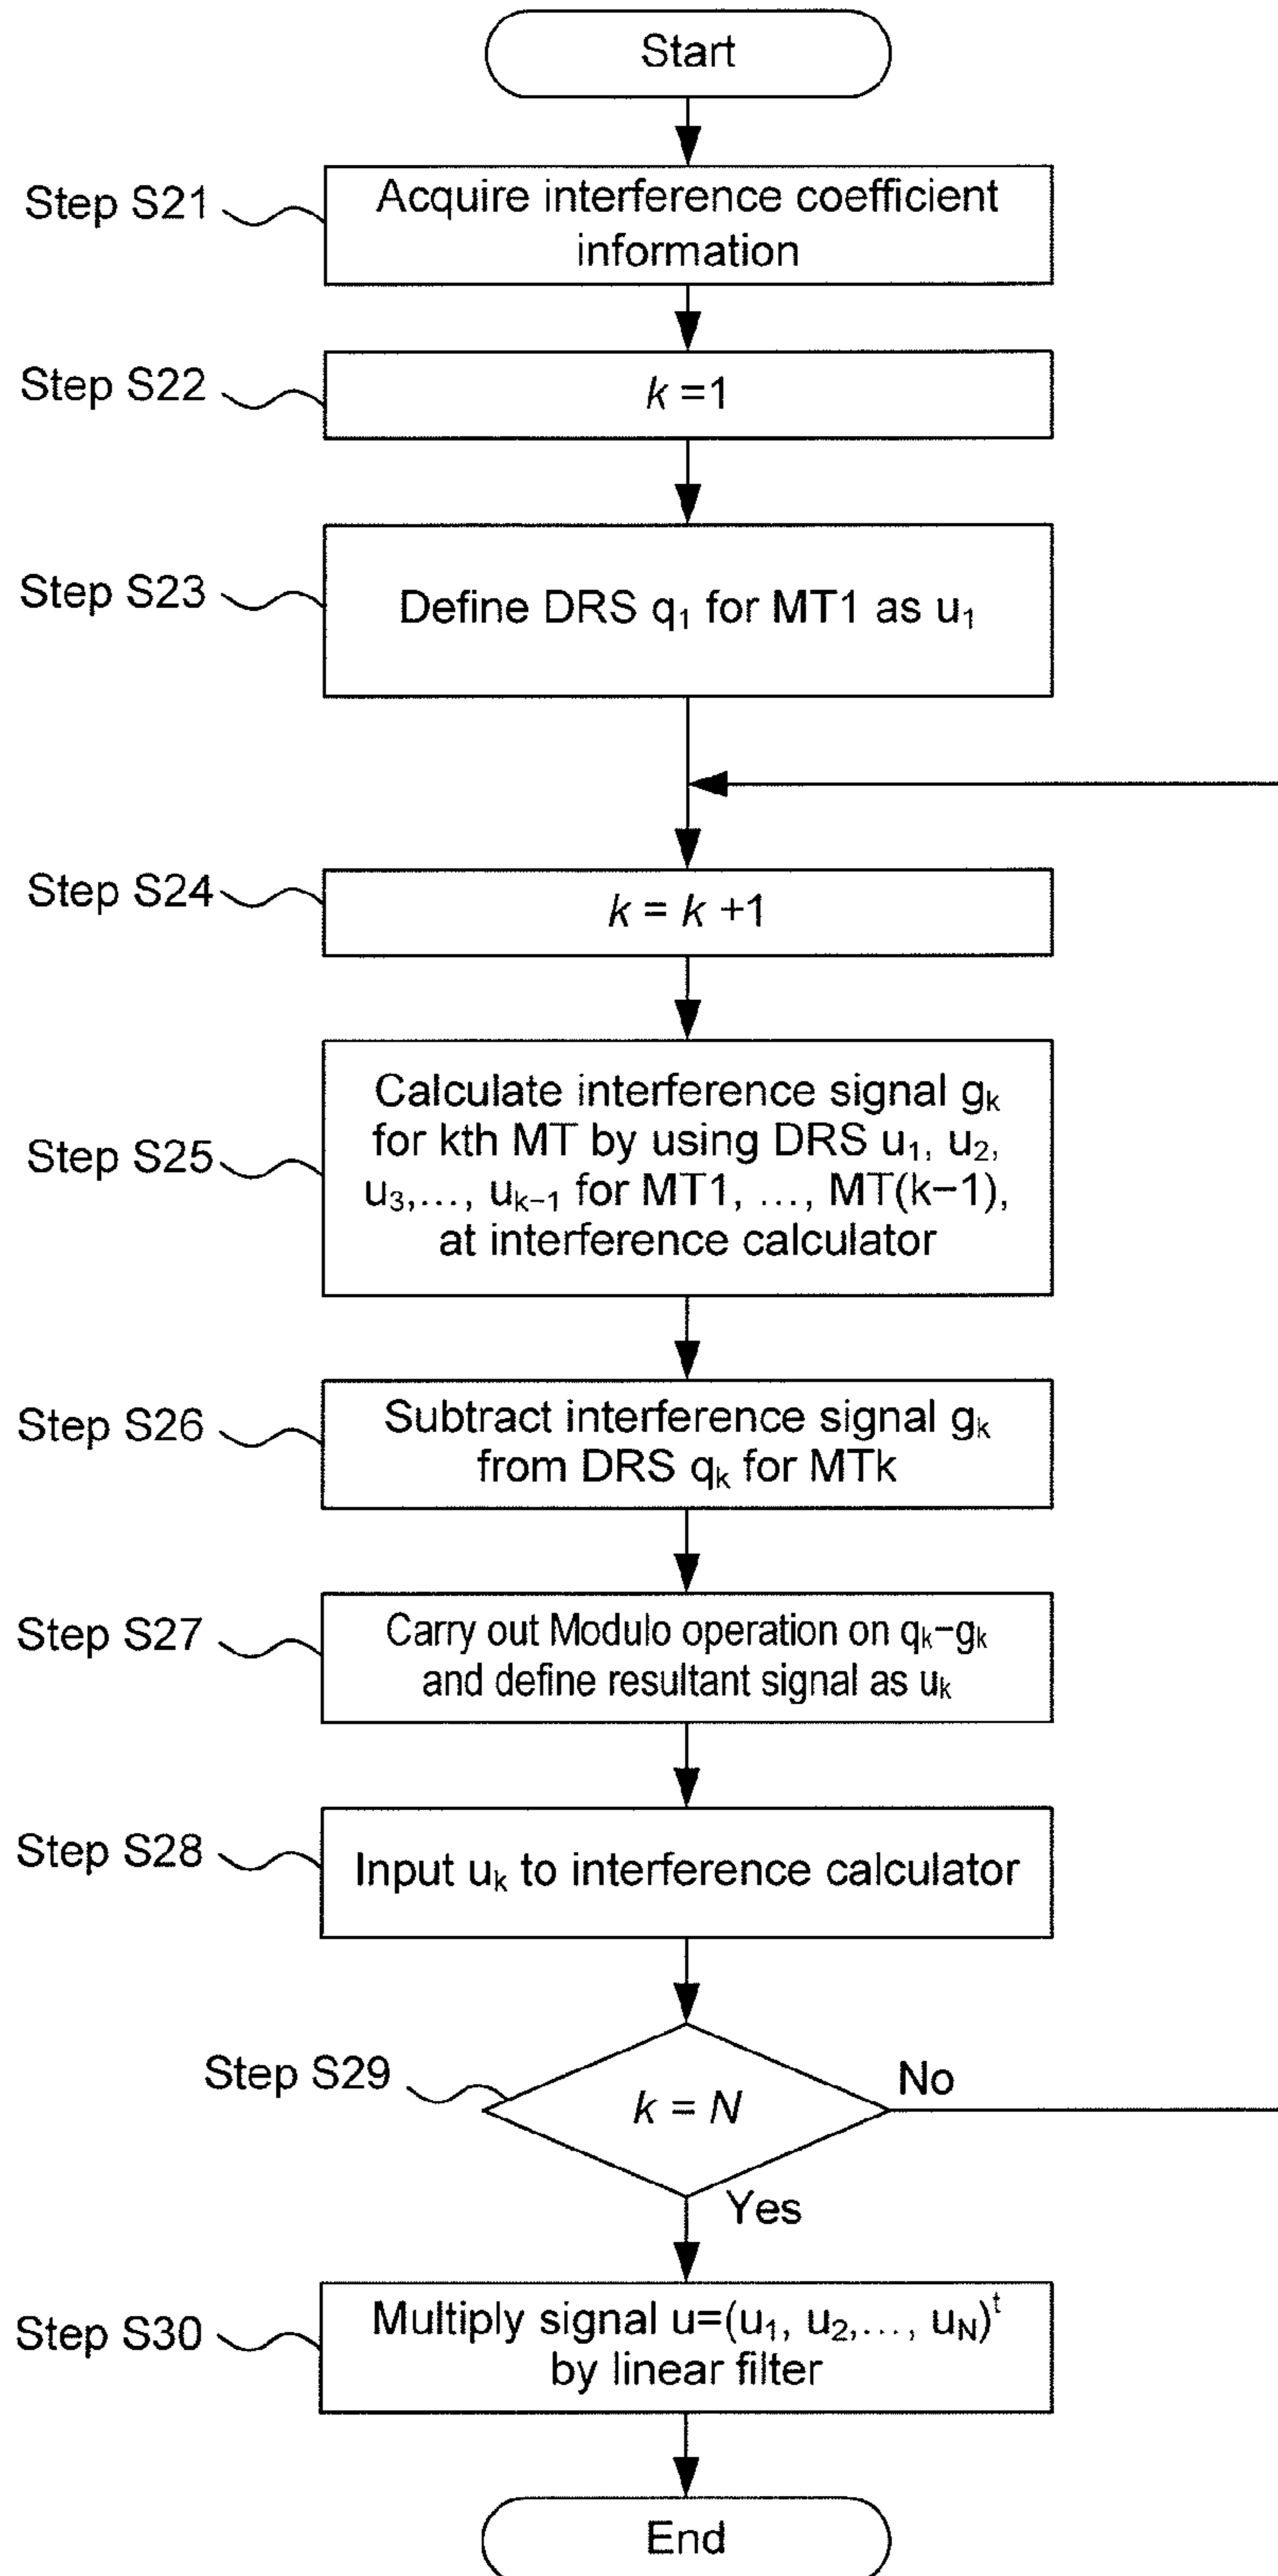 Start
Step S21
Acquire interference coefficient
information
Step S22
k =1
Step S23
Define DRS q₁ for MT1 as u₁
Step S24
k = k +1
Step S25
Calculate interference signal gₖ
for kth MT by using DRS u₁, u₂,
u₃,..., uₖ₋₁ for MT1, ..., MT(k−1),
at interference calculator
Step S26
Subtract interference signal gₖ
from DRS qₖ for MTk
Step S27
Carry out Modulo operation on qₖ−gₖ
and define resultant signal as uₖ
Step S28
Input uₖ to interference calculator
Step S29
k = N
No
Yes
Step S30
Multiply signal u=(u₁, u₂,..., u_N)ᵗ
by linear filter
End